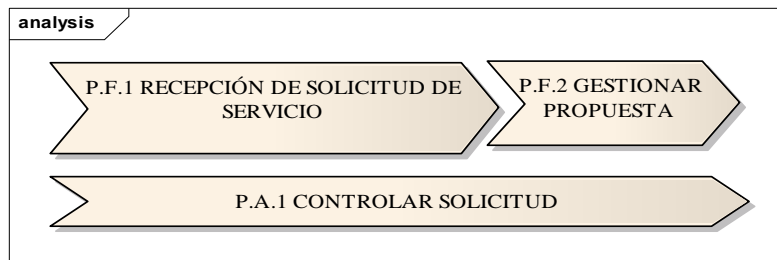 analysis
P.F.1 RECEPCIÓN DE SOLICITUD DE
SERVICIO
P.F.2 GESTIONAR
PROPUESTA
P.A.1 CONTROLAR SOLICITUD